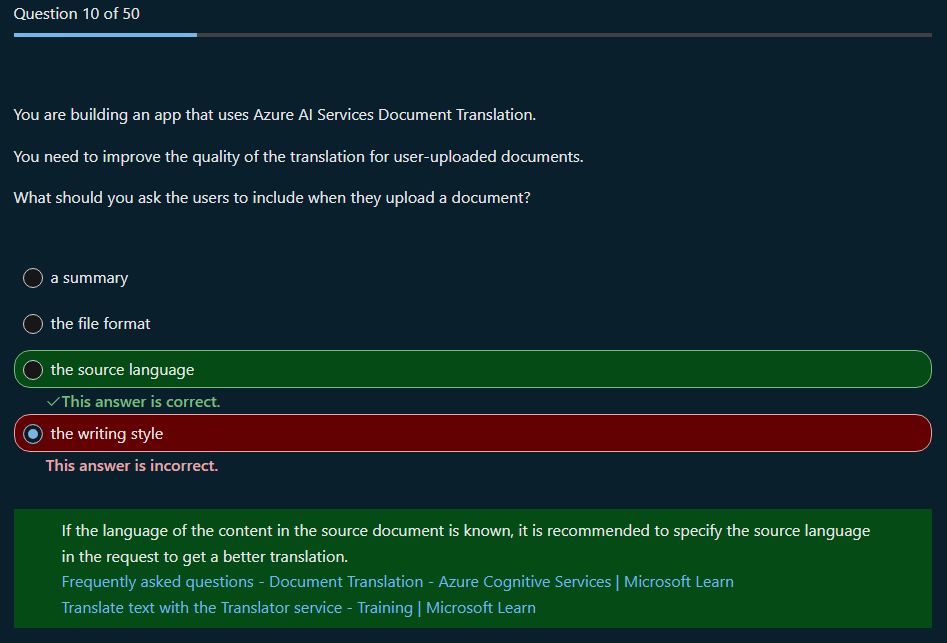 Question 10 of 50
You are building an app that uses Azure AI Services Document Translation.
You need to improve the quality of the translation for user-uploaded documents.
What should you ask the users to include when they upload a document?
a summary
the file format
the source language
✓This answer is correct.
the writing style
This answer is incorrect.
If the language of the content in the source document is known, it is recommended to specify the source language
in the request to get a better translation.
Frequently asked questions - Document Translation - Azure Cognitive Services | Microsoft Learn
Translate text with the Translator service - Training | Microsoft Learn